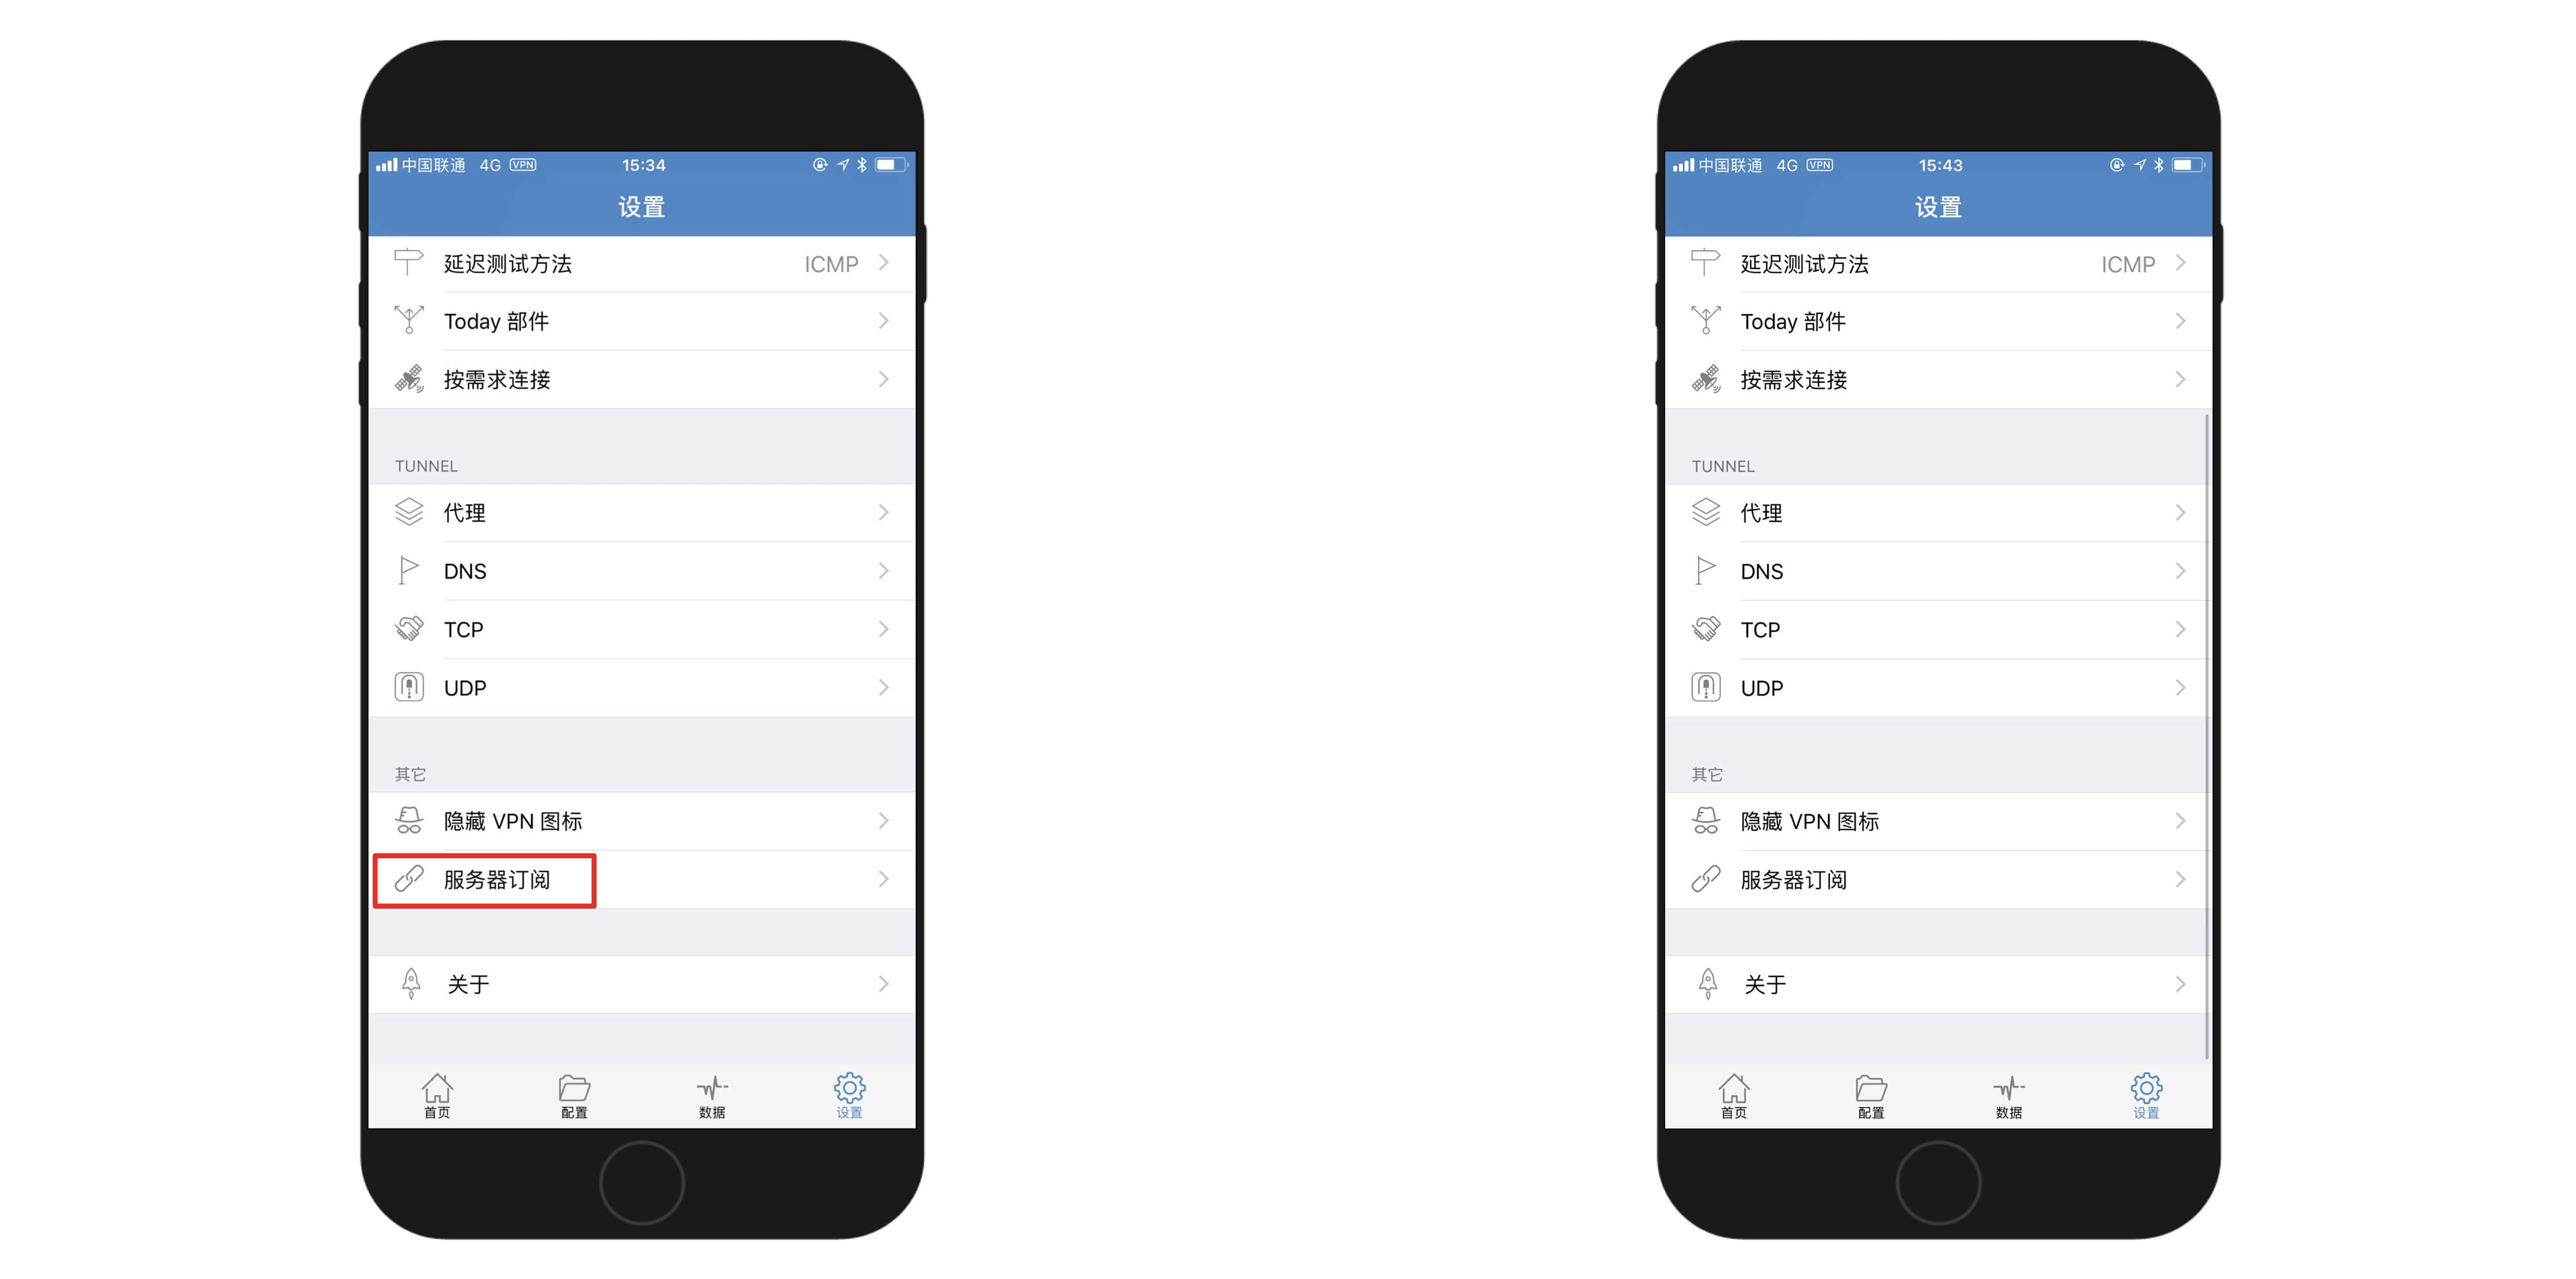 中国联通 4G VPN 15:34
设置
延迟测试方法 ICMP
Today 部件
按需求连接
TUNNEL
代理
DNS
TCP
UDP
其它
隐藏 VPN 图标
服务器订阅
关于
首页 配置 数据 设置
中国联通 4G VPN 15:43
设置
延迟测试方法 ICMP
Today 部件
按需求连接
TUNNEL
代理
DNS
TCP
UDP
其它
隐藏 VPN 图标
服务器订阅
关于
首页 配置 数据 设置